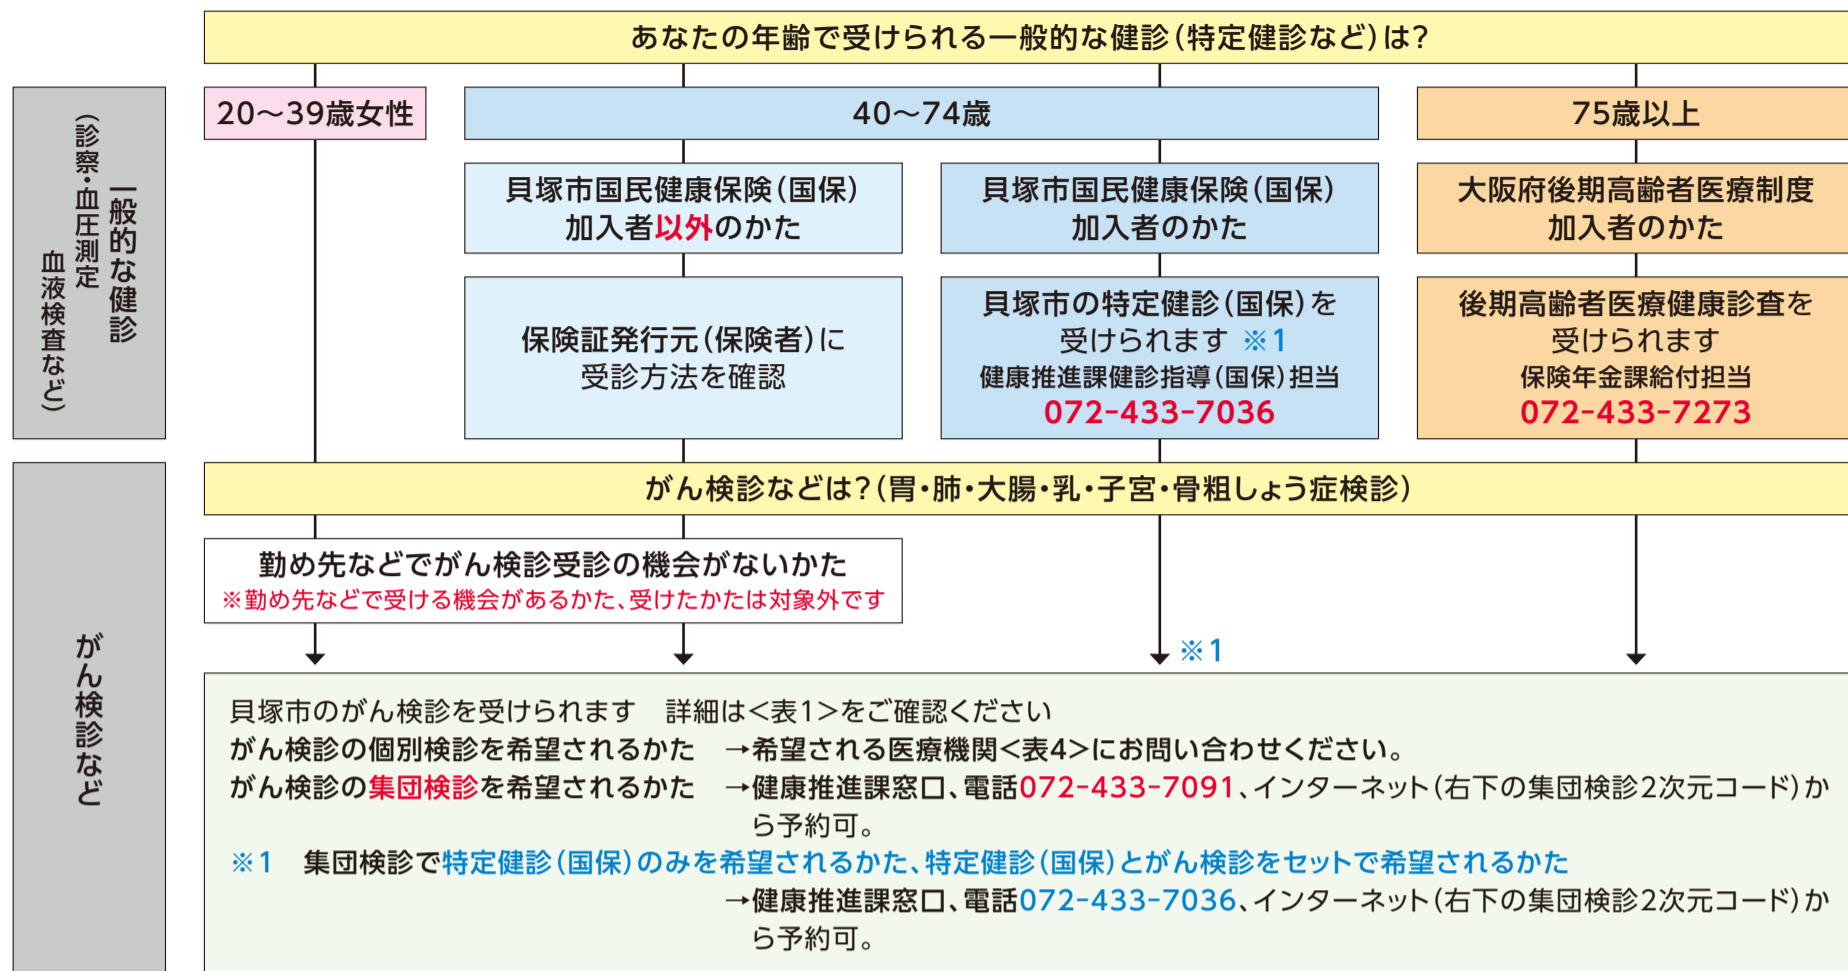 あなたの年齢で受けられる一般的な健診(特定健診など)は?
一般的な健診
(診察・血圧測定
血液検査など)
20〜39歳女性
40〜74歳
75歳以上
貝塚市国民健康保険(国保)
加入者以外のかた
貝塚市国民健康保険(国保)
加入者のかた
大阪府後期高齢者医療制度
加入者のかた
保険証発行元(保険者)に
受診方法を確認
貝塚市の特定健診(国保)を
受けられます ※1
健康推進課健診指導(国保)担当
072-433-7036
後期高齢者医療健康診査を
受けられます
保険年金課給付担当
072-433-7273
がん検診など
がん検診などは?(胃・肺・大腸・乳・子宮・骨粗しょう症検診)
勤め先などでがん検診受診の機会がないかた
※勤め先などで受ける機会があるかた、受けたかたは対象外です
※1
貝塚市のがん検診を受けられます 詳細は<表1>をご確認ください
がん検診の個別検診を希望されるかた →希望される医療機関<表4>にお問い合わせください。
がん検診の集団検診を希望されるかた →健康推進課窓口、電話072-433-7091、インターネット(右下の集団検診2次元コード)か
ら予約可。
※1 集団検診で特定健診(国保)のみを希望されるかた、特定健診(国保)とがん検診をセットで希望されるかた
→健康推進課窓口、電話072-433-7036、インターネット(右下の集団検診2次元コード)か
ら予約可。